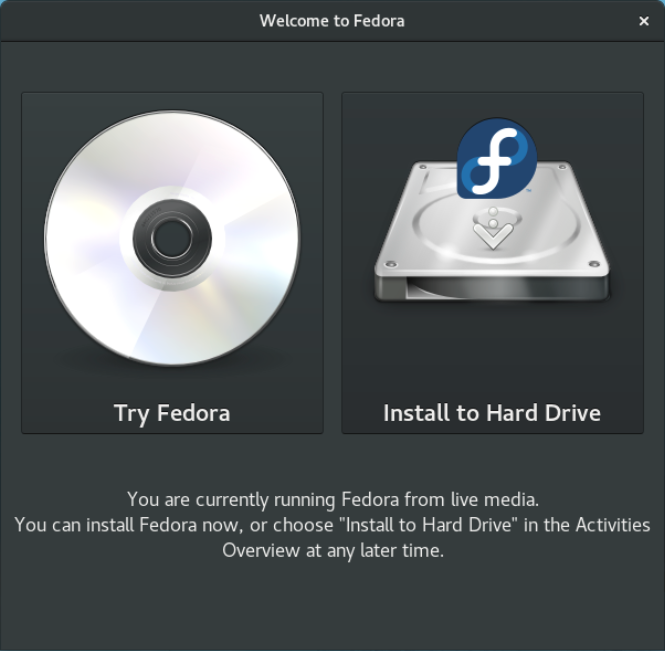 Welcome to Fedora
Try Fedora
Install to Hard Drive
You are currently running Fedora from live media.
You can install Fedora now, or choose "Install to Hard Drive" in the Activities
Overview at any later time.